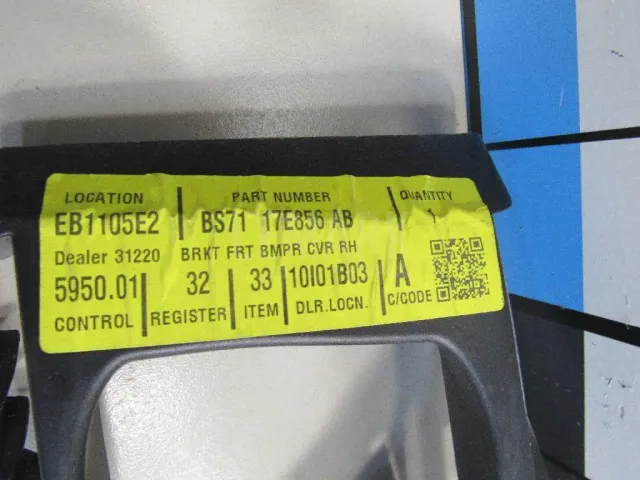 LOCATION PART NUMBER QUANTITY
EB1105E2 BS71 17E856 AB 1
Dealer 31220 BRKT FRT BMPR CVR RH
5950.01 32 33 10I01B03 A
CONTROL REGISTER ITEM DLR.LOCN. C/CODE